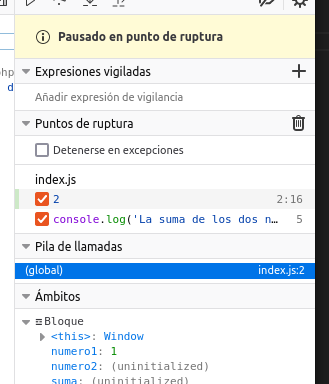 Pausado en punto de ruptura
Expresiones vigiladas
Añadir expresión de vigilancia
Puntos de ruptura
Detenerse en excepciones
index.js
2 2:16
console.log('La suma de los dos n… 5
Pila de llamadas
(global) index.js:2
Ámbitos
Bloque
<this>: Window
numero1: 1
numero2: (uninitialized)
suma: (uninitialized)